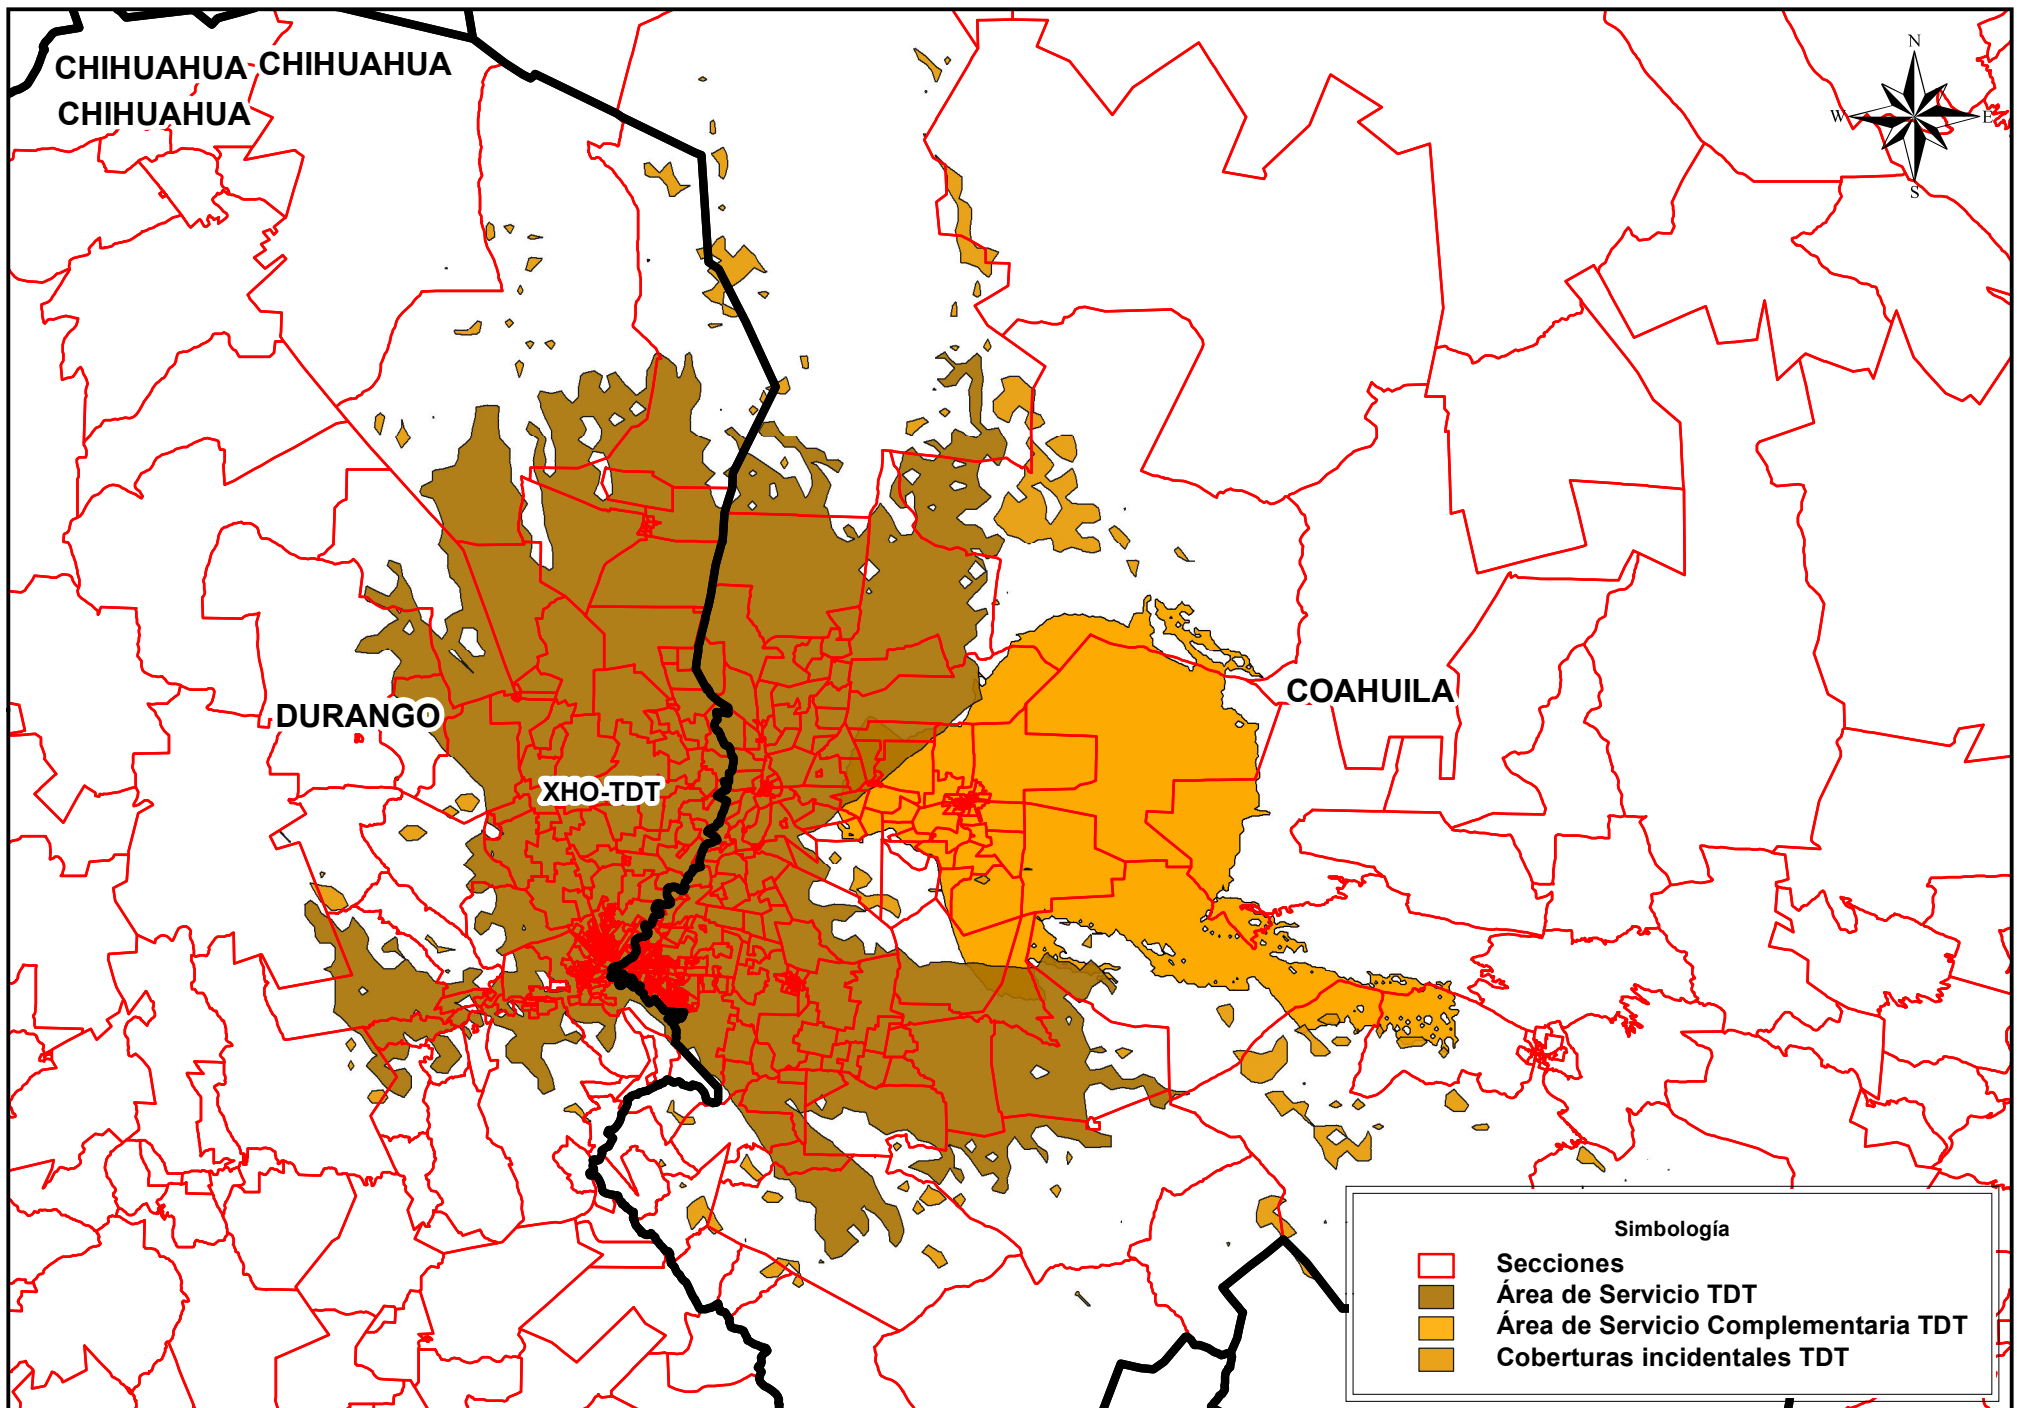 CHIHUAHUA CHIHUAHUA
CHIHUAHUA
N
W E
S
COAHUILA
DURANGO
XHO-TDT
Simbología
Secciones
Área de Servicio TDT
Área de Servicio Complementaria TDT
Coberturas incidentales TDT